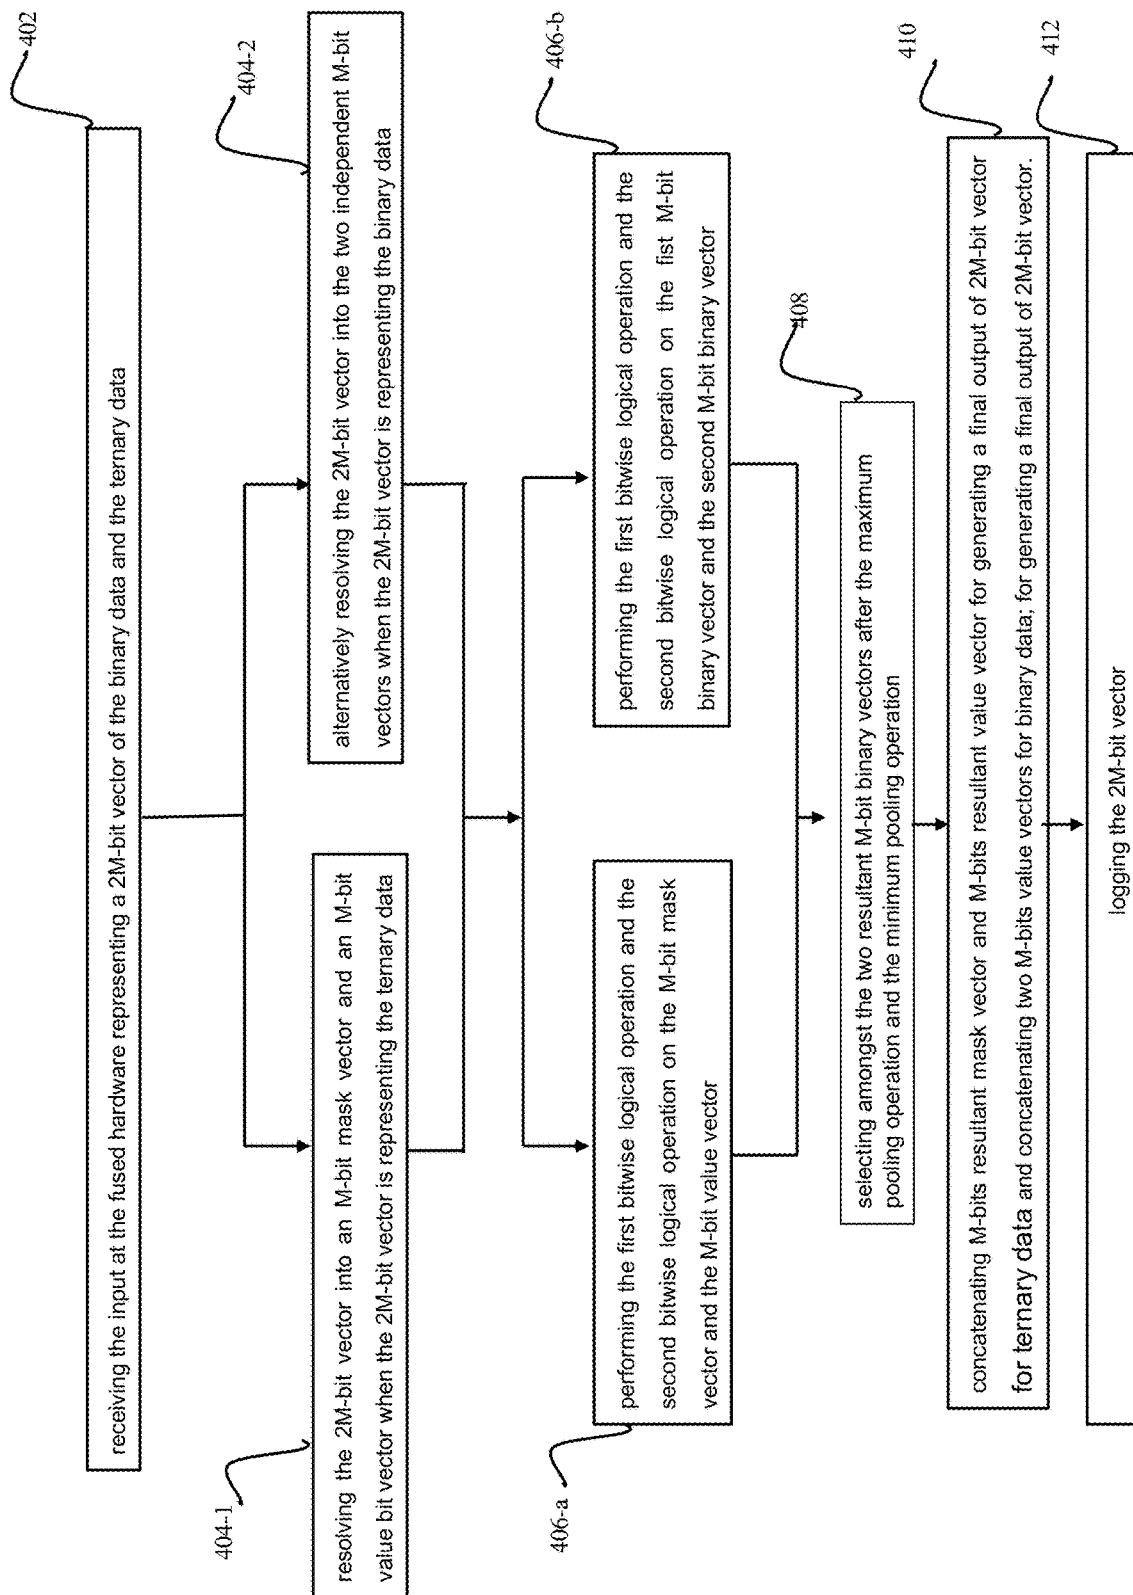 402
receiving the input at the fused hardware representing a 2M-bit vector of the binary data and the ternary data
404-1
resolving the 2M-bit vector into an M-bit mask vector and an M-bit
value bit vector when the 2M-bit vector is representing the ternary data
404-2
alternatively resolving the 2M-bit vector into the two independent M-bit
vectors when the 2M-bit vector is representing the binary data
406-a
performing the first bitwise logical operation and the
second bitwise logical operation on the M-bit mask
vector and the M-bit value vector
406-b
performing the first bitwise logical operation and the
second bitwise logical operation on the fist M-bit
binary vector and the second M-bit binary vector
408
selecting amongst the two resultant M-bit binary vectors after the maximum
pooling operation and the minimum pooling operation
410
concatenating M-bits resultant mask vector and M-bits resultant value vector for generating a final output of 2M-bit vector
for ternary data and concatenating two M-bits value vectors for binary data; for generating a final output of 2M-bit vector.
412
logging the 2M-bit vector